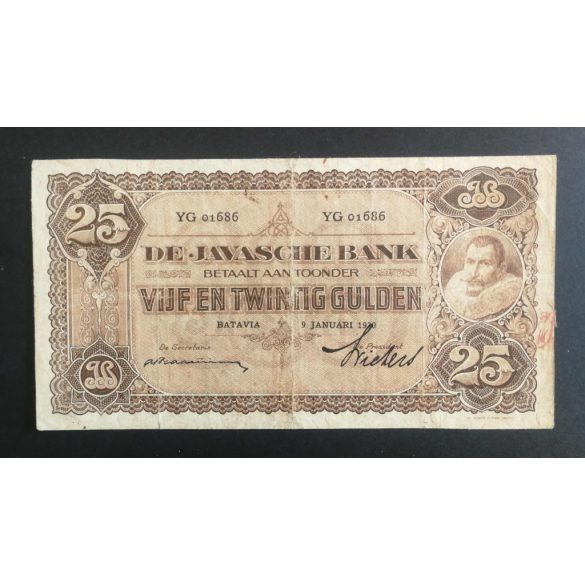 25
YG 01686 YG 01686
DE JAVASCHE BANK
BETAALT AAN TOONDER
VIJF EN TWINTIG GULDEN
BATAVIA 9 JANUARI 1930
De Secretaris De President
25